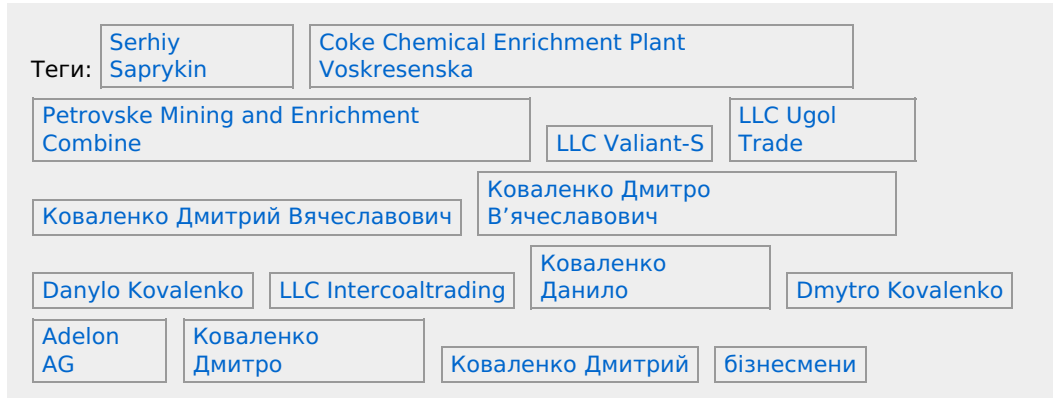 Теги: Serhiy Saprykin Coke Chemical Enrichment Plant Voskresenska
Petrovske Mining and Enrichment Combine LLC Valiant-S LLC Ugol Trade
Коваленко Дмитрий Вячеславович Коваленко Дмитро В’ячеславович
Danylo Kovalenko LLC Intercoaltrading Коваленко Данило Dmytro Kovalenko
Adelon AG Коваленко Дмитро Коваленко Дмитрий бізнесмени